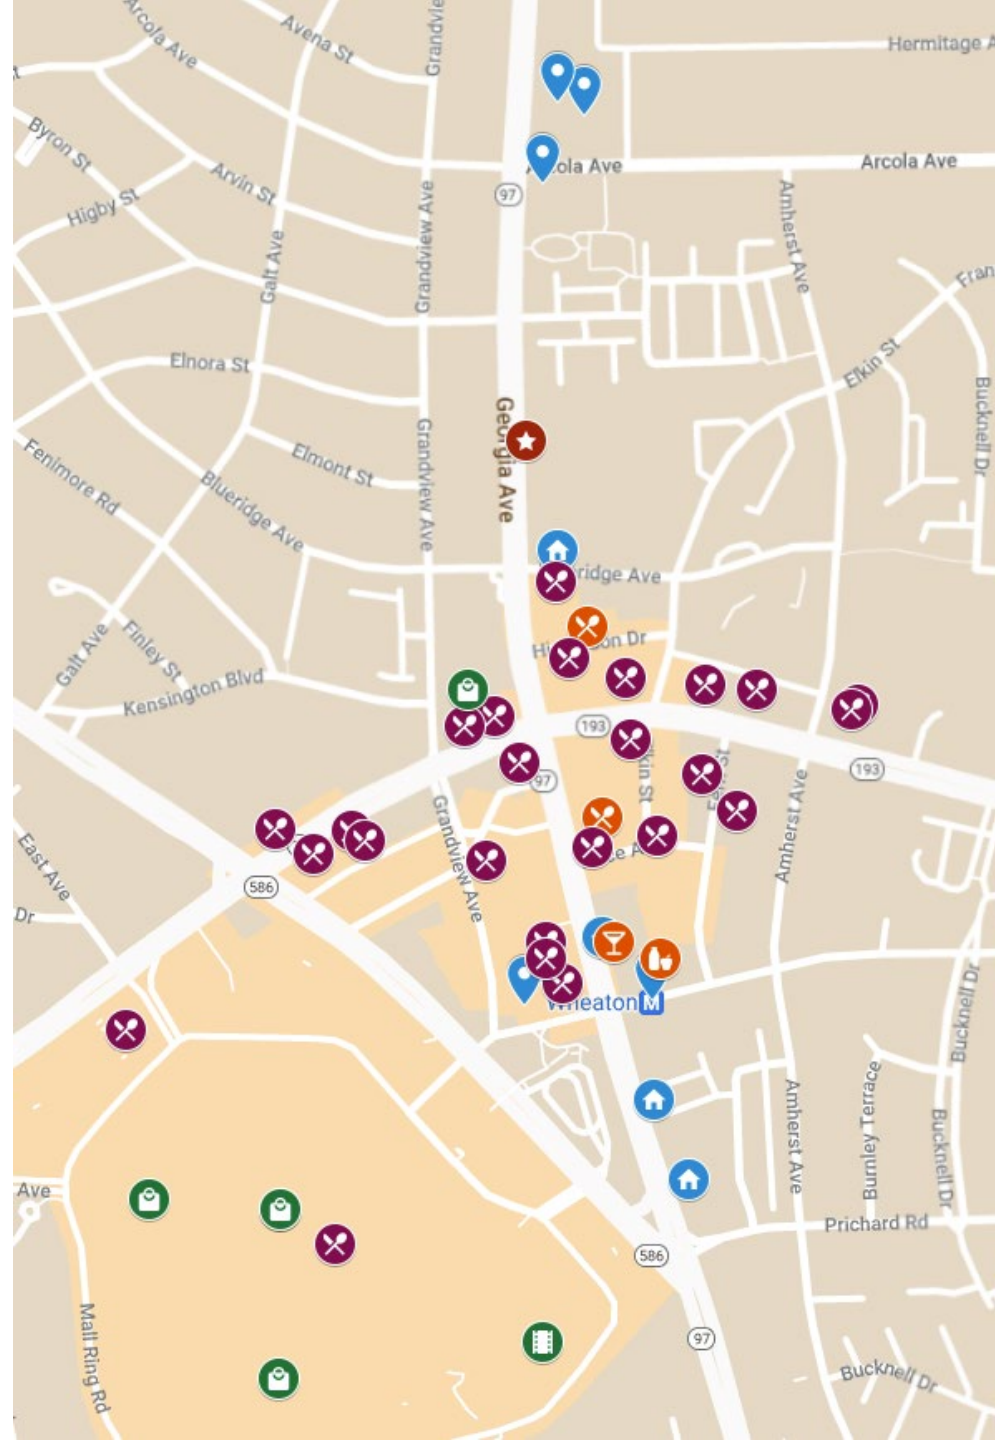 Arcola Ave
Avena St
Grandvie
Hermitage A
Byron St
Arvin St
Higby St
97
Arcola Ave
Grandview Ave
Galt Ave
Amherst Ave
Fran
Elnora St
Elkin St
Bucknell Dr
Georgia Ave
Grandview Ave
Elmont St
Fenimore Rd
Blueridge Ave
ridge Ave
Galt Ave
Finley St
Kensington Blvd
193
97
193
kin St
Amherst Ave
Grandview Ave
East Ave
586
Dr
Wheaton M
Bucknell Dr
Amherst Ave
Burnley Terrace
Bucknell Dr
Ave
Prichard Rd
586
97
Mall Ring Rd
Bucknell Dr